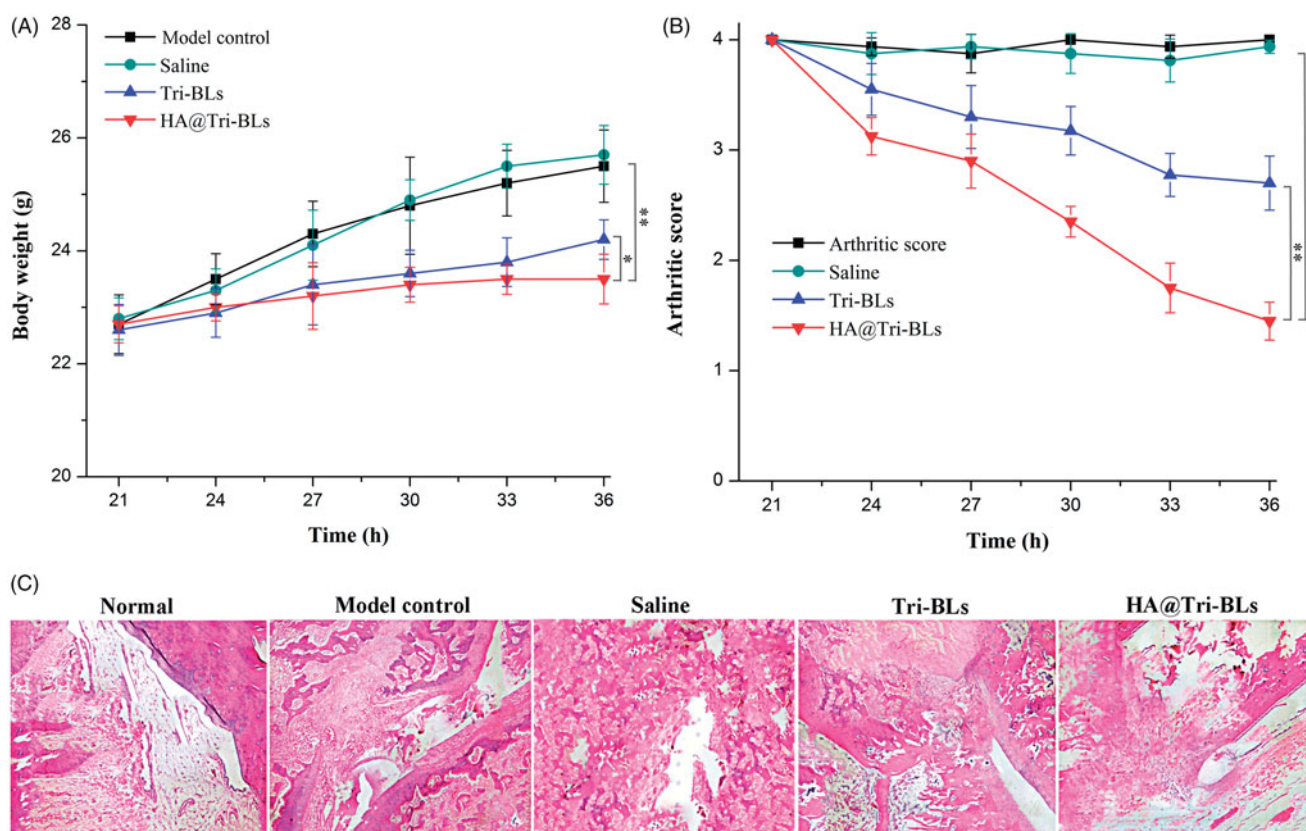 (A)
Model control
Saline
Tri-BLs
HA@Tri-BLs
Body weight (g)
28
26
24
22
20
21 24 27 30 33 36
Time (h)
**
*
(B)
Arthritic score
4
3
2
1
0
Arthritic score
Saline
Tri-BLs
HA@Tri-BLs
21 24 27 30 33 36
Time (h)
**
(C)
Normal Model control Saline Tri-BLs HA@Tri-BLs